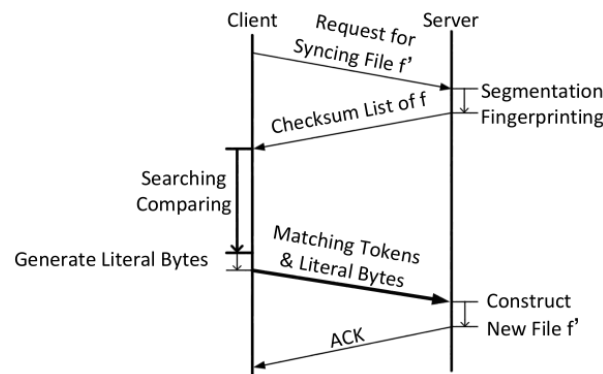 Client
Server
Request for
Syncing File f’
Segmentation
Fingerprinting
Checksum List of f
Searching
Comparing
Generate Literal Bytes
Matching Tokens
& Literal Bytes
Construct
New File f’
ACK